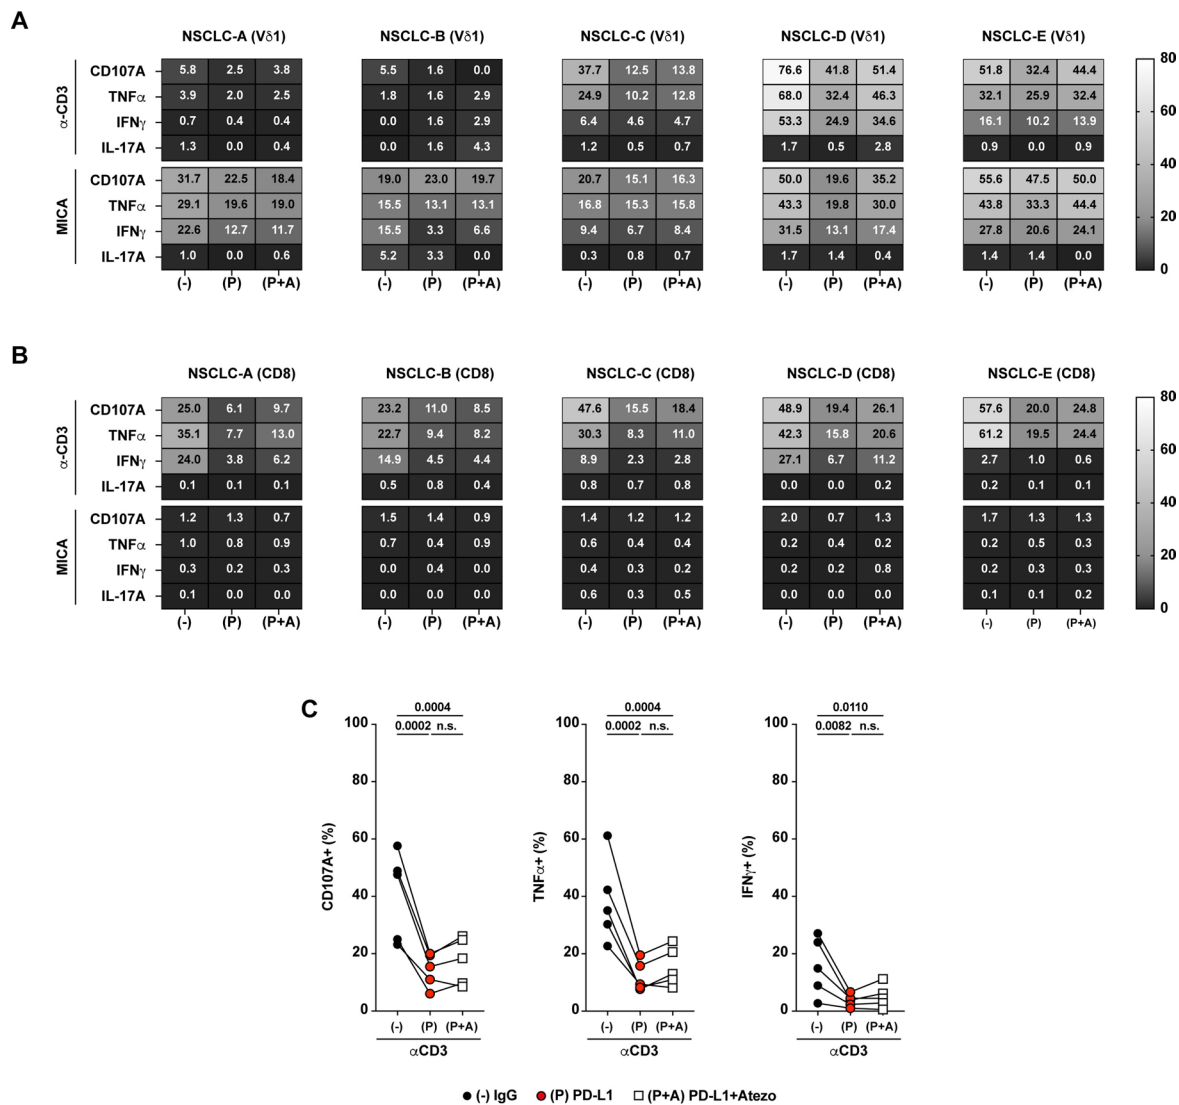 A
NSCLC-A (Vδ1) NSCLC-B (Vδ1) NSCLC-C (Vδ1) NSCLC-D (Vδ1) NSCLC-E (Vδ1)
α-CD3
CD107A 5.8 2.5 3.8 5.5 1.6 0.0 37.7 12.5 13.8 76.6 41.8 51.4 51.8 32.4 44.4 80
TNFα 3.9 2.0 2.5 1.8 1.6 2.9 24.9 10.2 12.8 68.0 32.4 46.3 32.1 25.9 32.4
IFNγ 0.7 0.4 0.4 0.0 1.6 2.9 6.4 4.6 4.7 53.3 24.9 34.6 16.1 10.2 13.9 60
IL-17A 1.3 0.0 0.4 0.0 1.6 4.3 1.2 0.5 0.7 1.7 0.5 2.8 0.9 0.0 0.9
MICA
CD107A 31.7 22.5 18.4 19.0 23.0 19.7 20.7 15.1 16.3 50.0 19.6 35.2 55.6 47.5 50.0 40
TNFα 29.1 19.6 19.0 15.5 13.1 13.1 16.8 15.3 15.8 43.3 19.8 30.0 43.8 33.3 44.4
IFNγ 22.6 12.7 11.7 15.5 3.3 6.6 9.4 6.7 8.4 31.5 13.1 17.4 27.8 20.6 24.1 20
IL-17A 1.0 0.0 0.6 5.2 3.3 0.0 0.3 0.8 0.7 1.7 1.4 0.4 1.4 1.4 0.0 0
(-) (P) (P+A) (-) (P) (P+A) (-) (P) (P+A) (-) (P) (P+A) (-) (P) (P+A)
B
NSCLC-A (CD8) NSCLC-B (CD8) NSCLC-C (CD8) NSCLC-D (CD8) NSCLC-E (CD8)
α-CD3
CD107A 25.0 6.1 9.7 23.2 11.0 8.5 47.6 15.5 18.4 48.9 19.4 26.1 57.6 20.0 24.8 80
TNFα 35.1 7.7 13.0 22.7 9.4 8.2 30.3 8.3 11.0 42.3 15.8 20.6 61.2 19.5 24.4
IFNγ 24.0 3.8 6.2 14.9 4.5 4.4 8.9 2.3 2.8 27.1 6.7 11.2 2.7 1.0 0.6 60
IL-17A 0.1 0.1 0.1 0.5 0.8 0.4 0.8 0.7 0.8 0.0 0.0 0.2 0.2 0.1 0.1
MICA
CD107A 1.2 1.3 0.7 1.5 1.4 0.9 1.4 1.2 1.2 2.0 0.7 1.3 1.7 1.3 1.3 40
TNFα 1.0 0.8 0.9 0.7 0.4 0.9 0.6 0.4 0.4 0.2 0.4 0.2 0.2 0.5 0.3
IFNγ 0.3 0.2 0.3 0.0 0.4 0.0 0.4 0.3 0.2 0.2 0.2 0.8 0.2 0.3 0.3 20
IL-17A 0.1 0.0 0.0 0.0 0.0 0.0 0.6 0.3 0.5 0.0 0.0 0.0 0.1 0.1 0.2 0
(-) (P) (P+A) (-) (P) (P+A) (-) (P) (P+A) (-) (P) (P+A) (-) (P) (P+A)
C
0.0004 0.0004 0.0110
0.0002 n.s. 0.0002 n.s. 0.0082 n.s.
100 100 100
80 80 80
60 60 60
CD107A+ (%) TNFα+ (%) IFNγ+ (%)
40 40 40
20 20 20
0 0 0
(-) (P) (P+A) (-) (P) (P+A) (-) (P) (P+A)
αCD3 αCD3 αCD3
(-) IgG (P) PD-L1 (P+A) PD-L1+Atezo